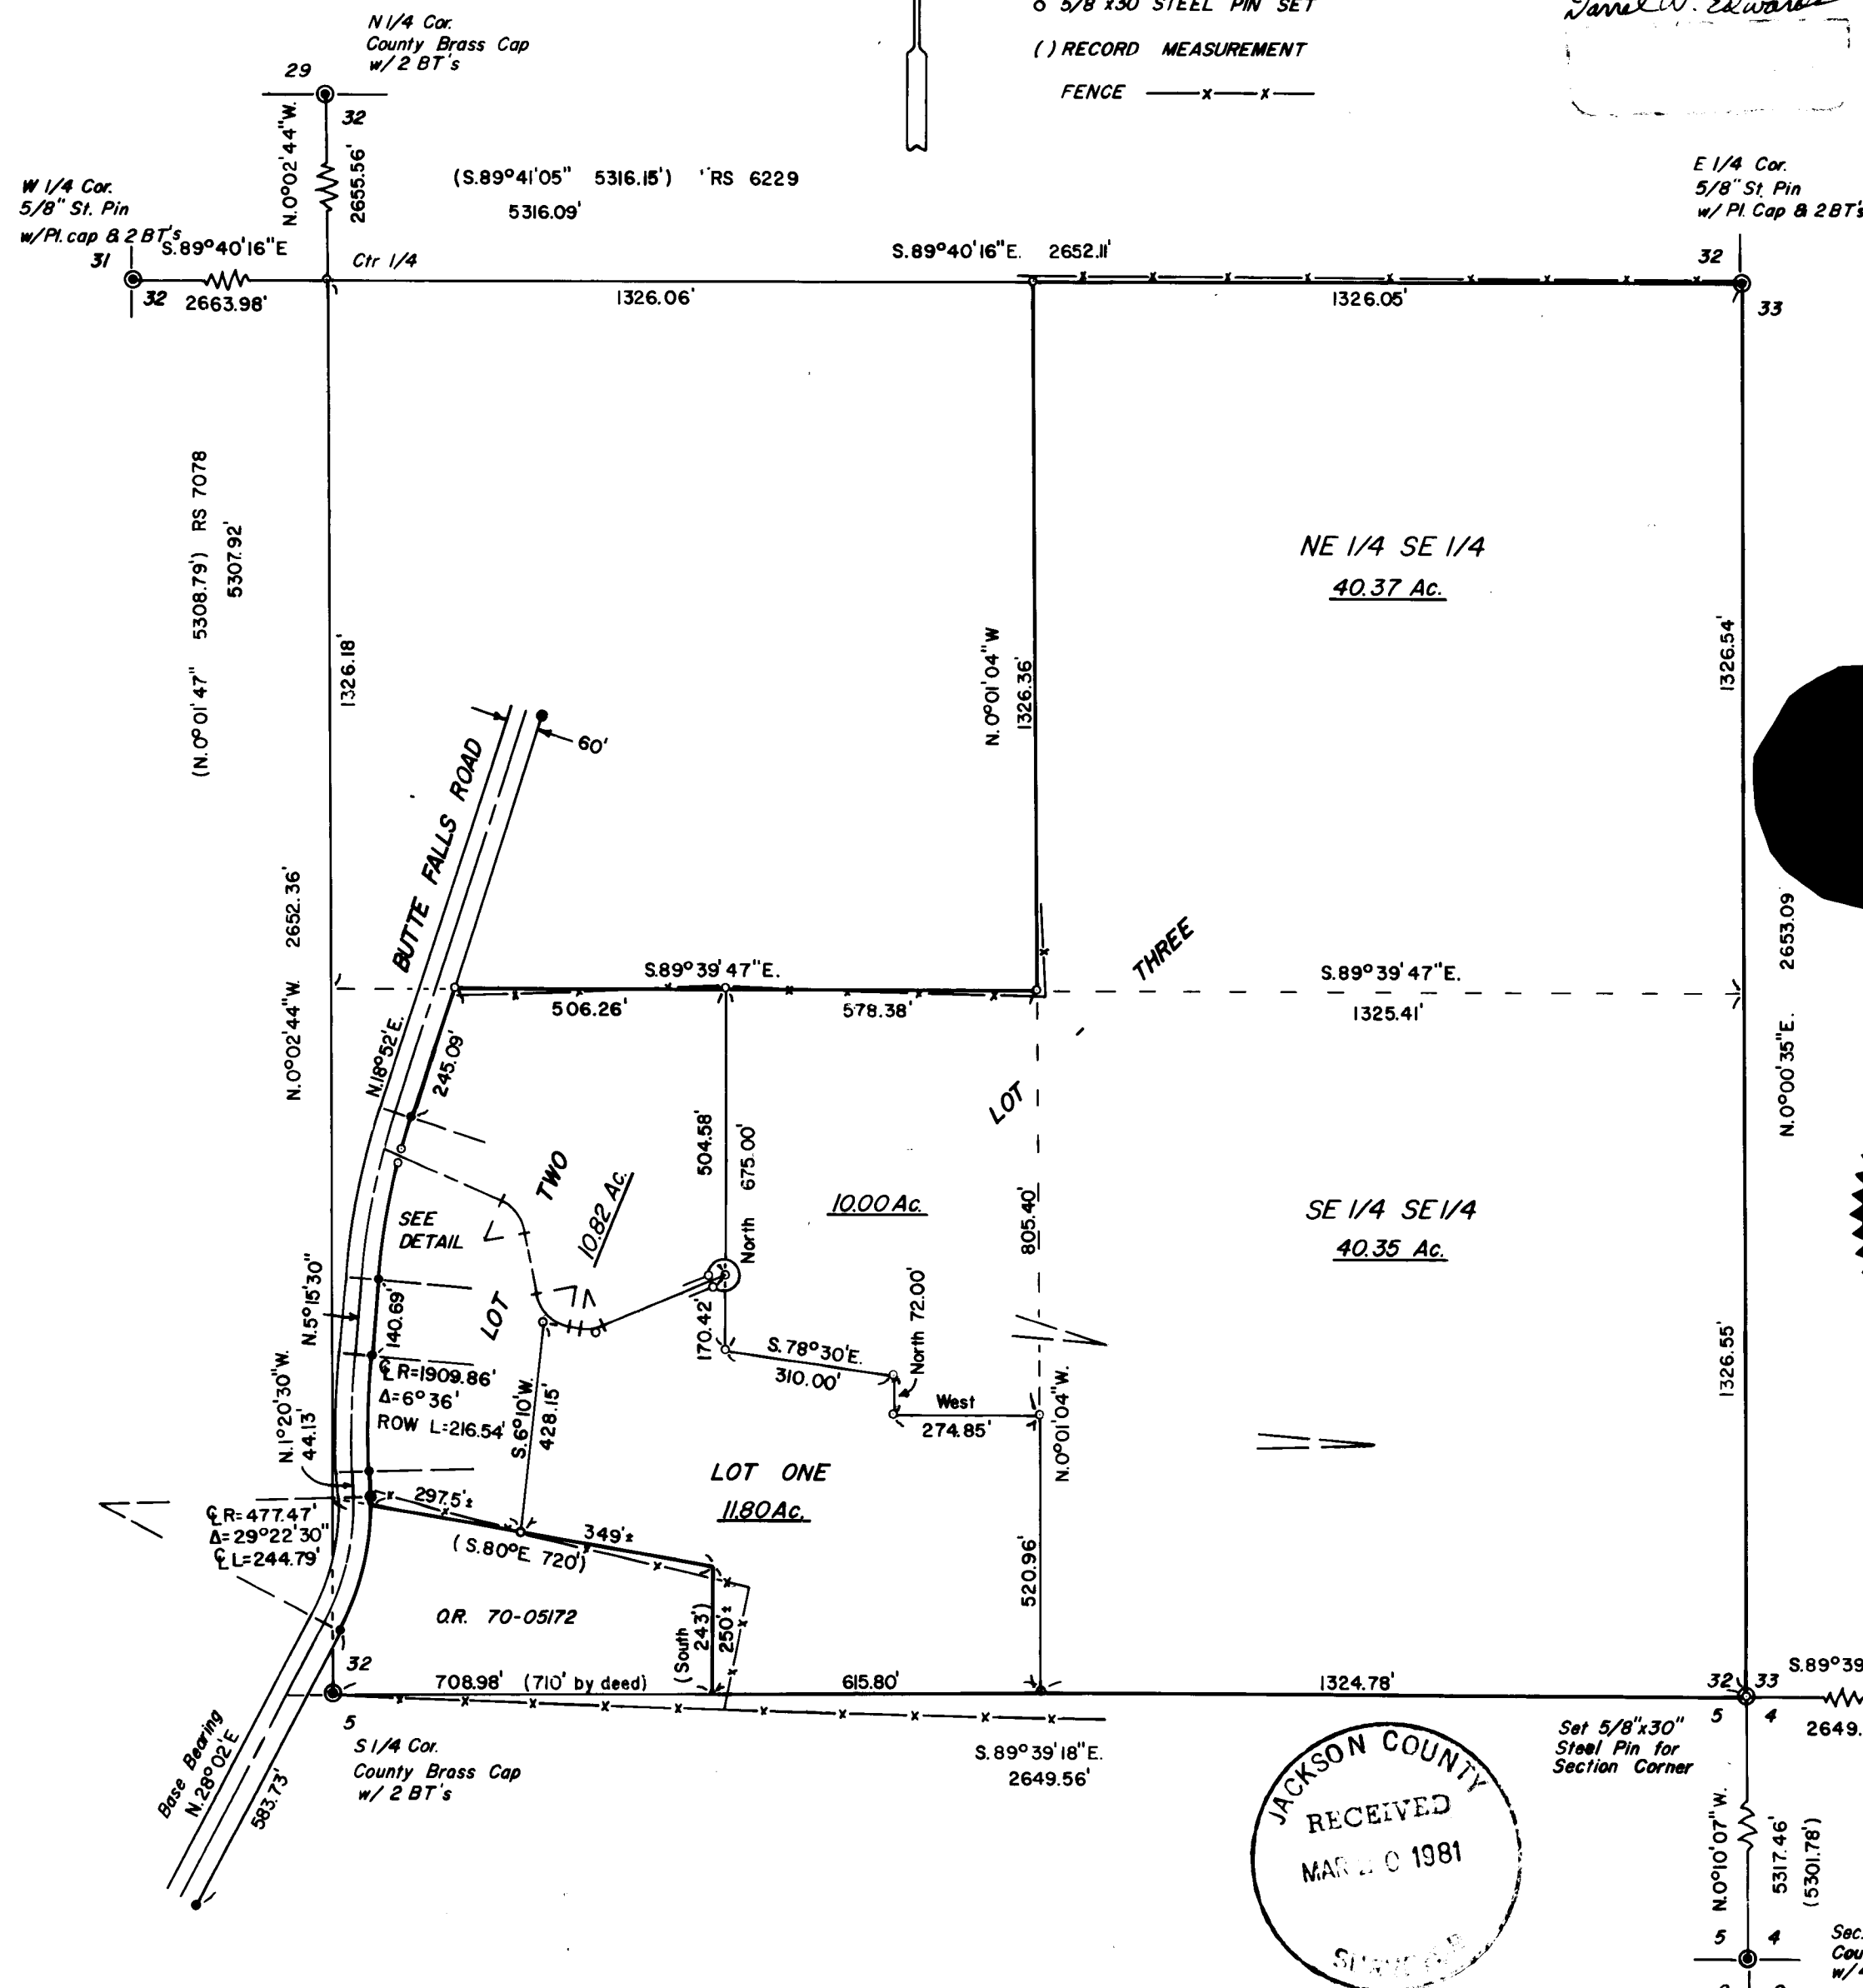 O 5/8 x30 STEEL PIN SET
( ) RECORD MEASUREMENT
FENCE —x—x—
Darrel W. Edwards
N 1/4 Cor.
County Brass Cap
w/ 2 BT's
29
32
N.0°02'44"W.
2655.56'
(S.89°41'05" 5316.15') RS 6229
5316.09'
W 1/4 Cor.
5/8" St. Pin
w/Pl. cap & 2 BT's
31
32
S.89°40'16"E
2663.98'
Ctr 1/4
S.89°40'16"E. 2652.11'
1326.06'
1326.05'
E 1/4 Cor.
5/8" St. Pin
w/ Pl. Cap & 2 BT's
32
33
(N.0°01'47" 5308.79') RS 7078
5307.92'
1326.18'
N.0°01'04"W
1326.36'
NE 1/4 SE 1/4
40.37 Ac.
1326.54'
60'
BUTTE FALLS ROAD
N.0°02'44"W. 2652.36'
N.0°00'35"E. 2653.09
S.89°39'47"E.
506.26'
578.38'
LOT THREE
S.89°39'47"E.
1325.41'
N.18°52'E.
245.09'
504.58'
North 675.00'
LOT TWO
10.82 Ac.
SEE
DETAIL
10.00 Ac.
805.40'
SE 1/4 SE 1/4
40.35 Ac.
N.5°15'30"
140.69'
170.42'
S.78°30'E.
310.00'
North 72.00'
West
274.85'
N.0°01'04"W.
1326.55'
N.1°20'30"W.
44.13'
℄ R=1909.86'
Δ=6°36'
ROW L=216.54'
S.6°10'W.
428.15'
LOT ONE
11.80 Ac.
℄ R=477.47'
Δ=29°22'30"
℄ L=244.79'
297.5'±
349'±
(S.80°E. 720')
520.96'
O.R. 70-05172
(South 243')
250'±
32
708.98' (710' by deed)
615.80'
1324.78'
32 33
5 4
S.89°39
2649.
5
S 1/4 Cor.
County Brass Cap
w/ 2 BT's
Base Bearing
N.28°02'E
583.73'
S.89°39'18"E.
2649.56'
Set 5/8"x30"
Steel Pin for
Section Corner
JACKSON COUNTY
RECEIVED
MAR 0 1981
N.0°10'07"W.
5317.46'
(5301.78')
5 4
Sec.
Cou
w/